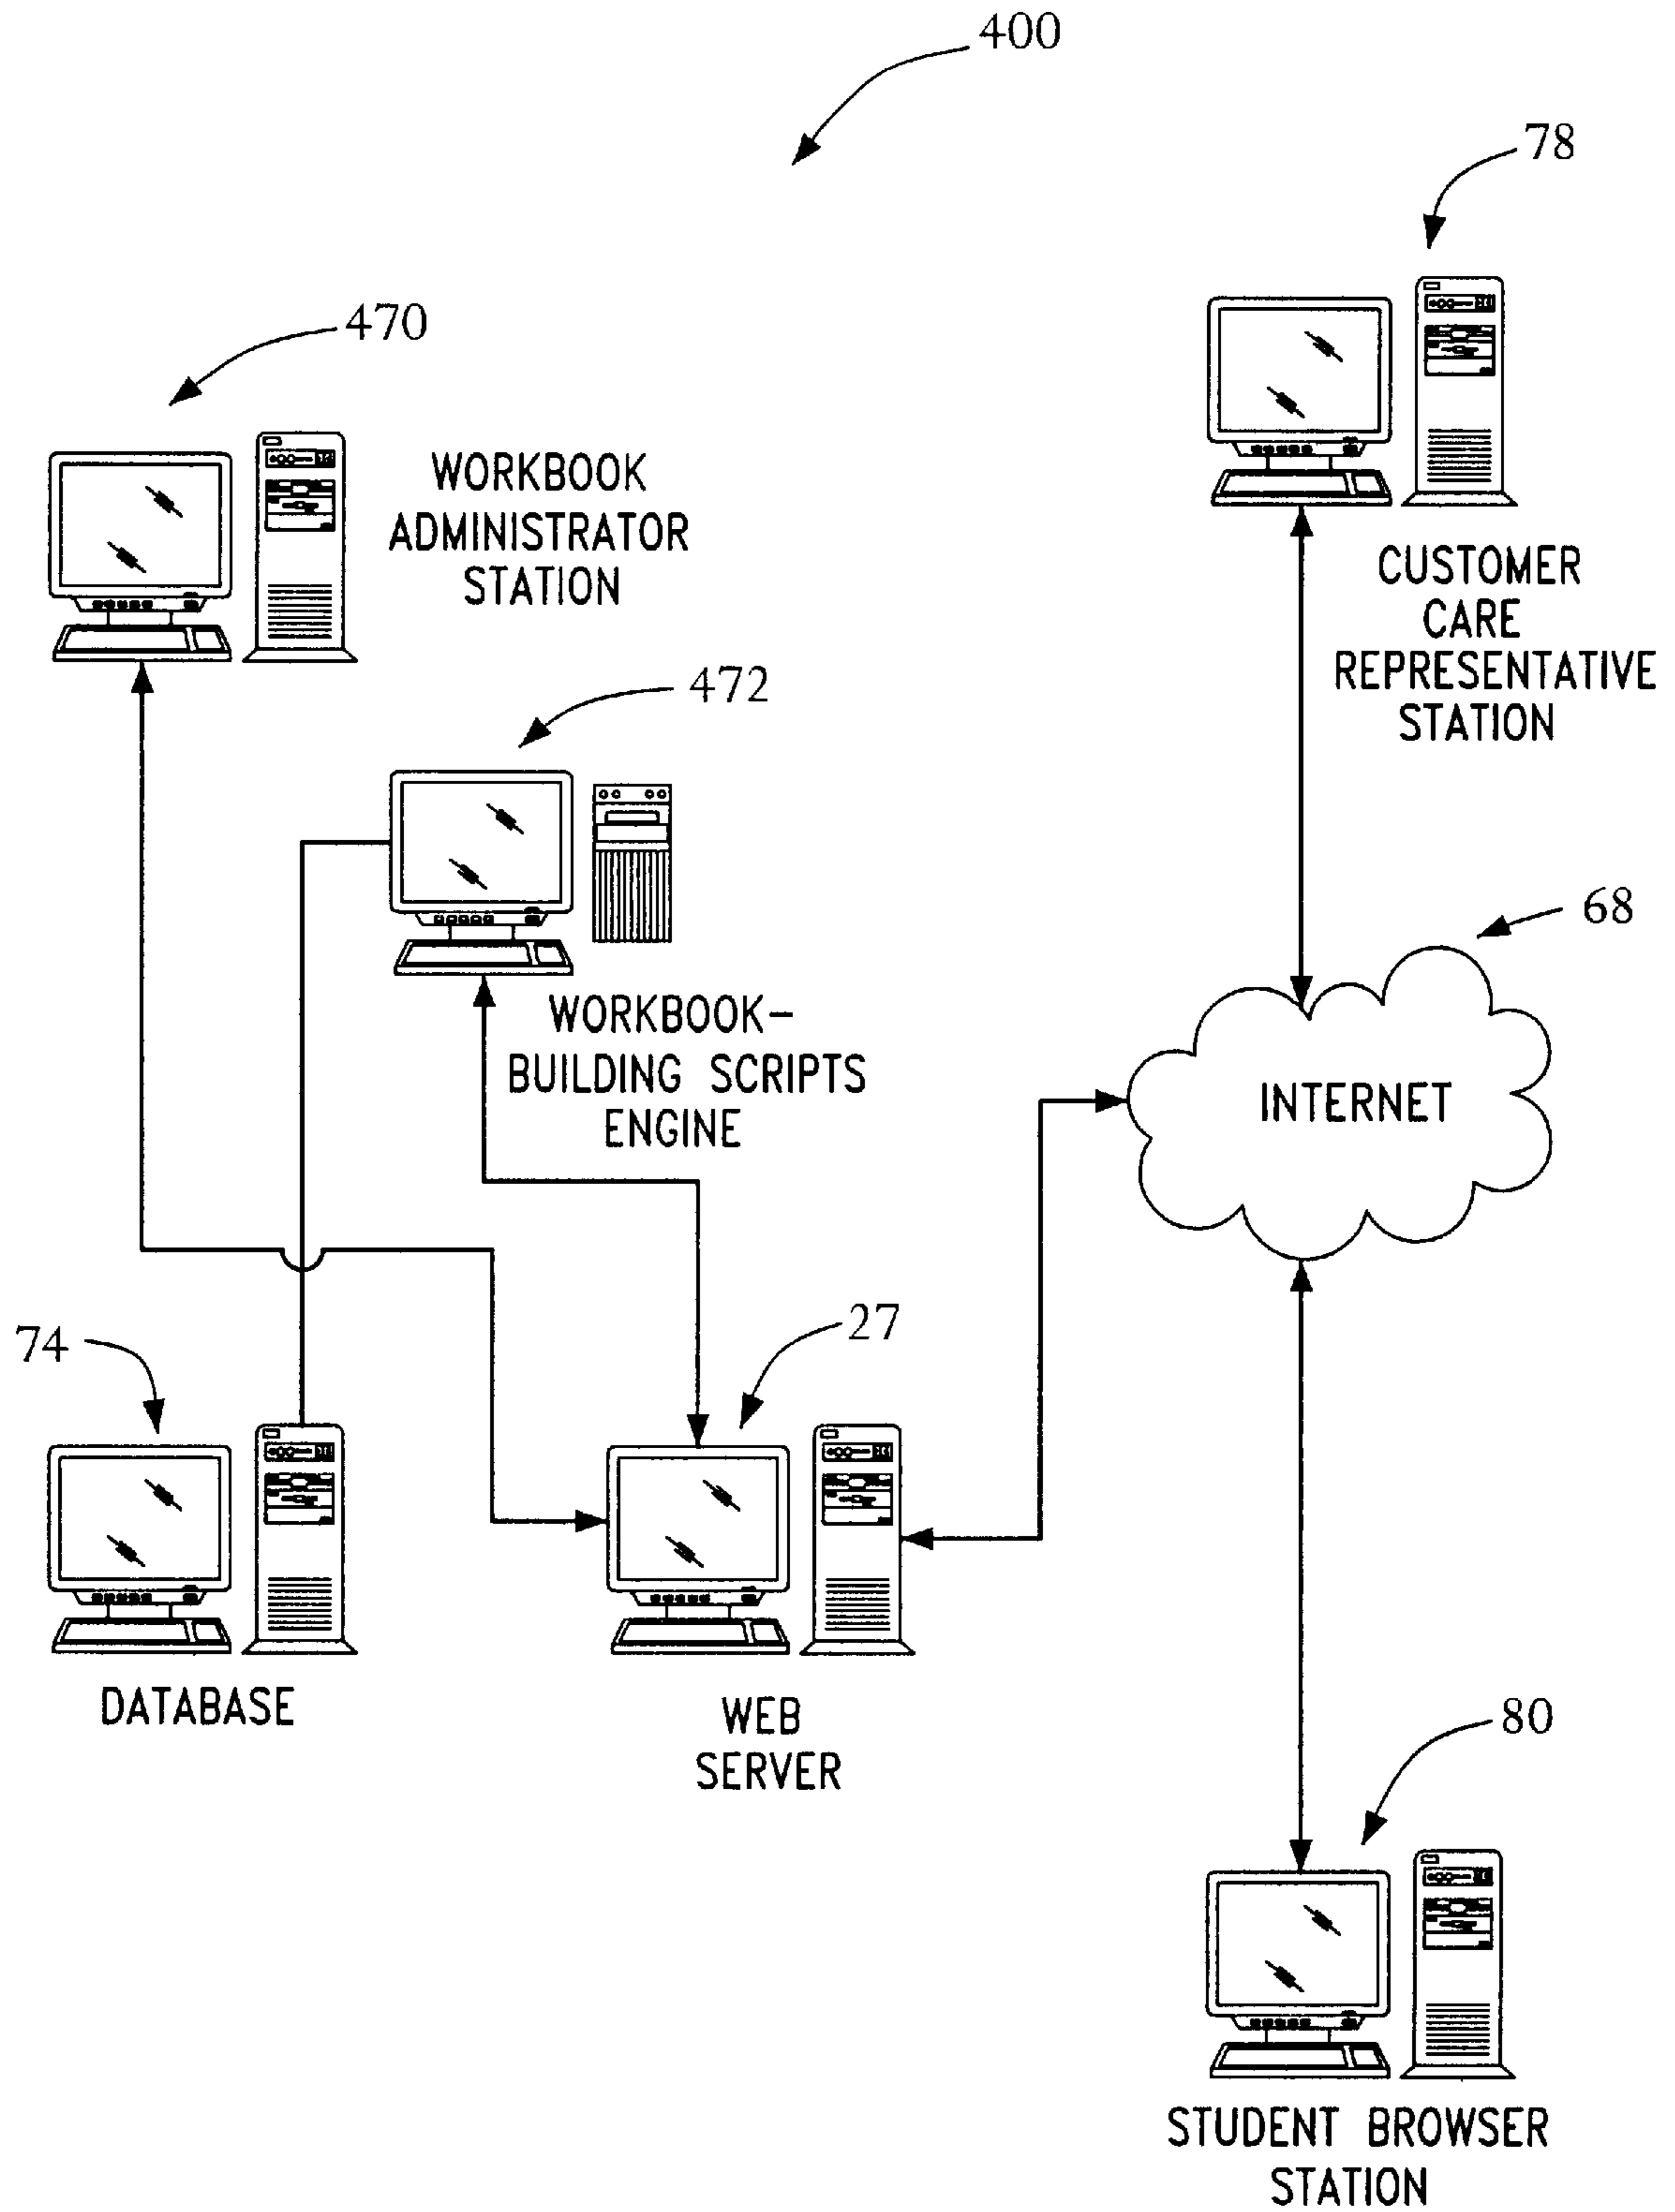 400
78
470
WORKBOOK
ADMINISTRATOR
STATION
CUSTOMER
CARE
REPRESENTATIVE
STATION
472
68
WORKBOOK-
BUILDING SCRIPTS
ENGINE
INTERNET
74
27
DATABASE
WEB
SERVER
80
STUDENT BROWSER
STATION